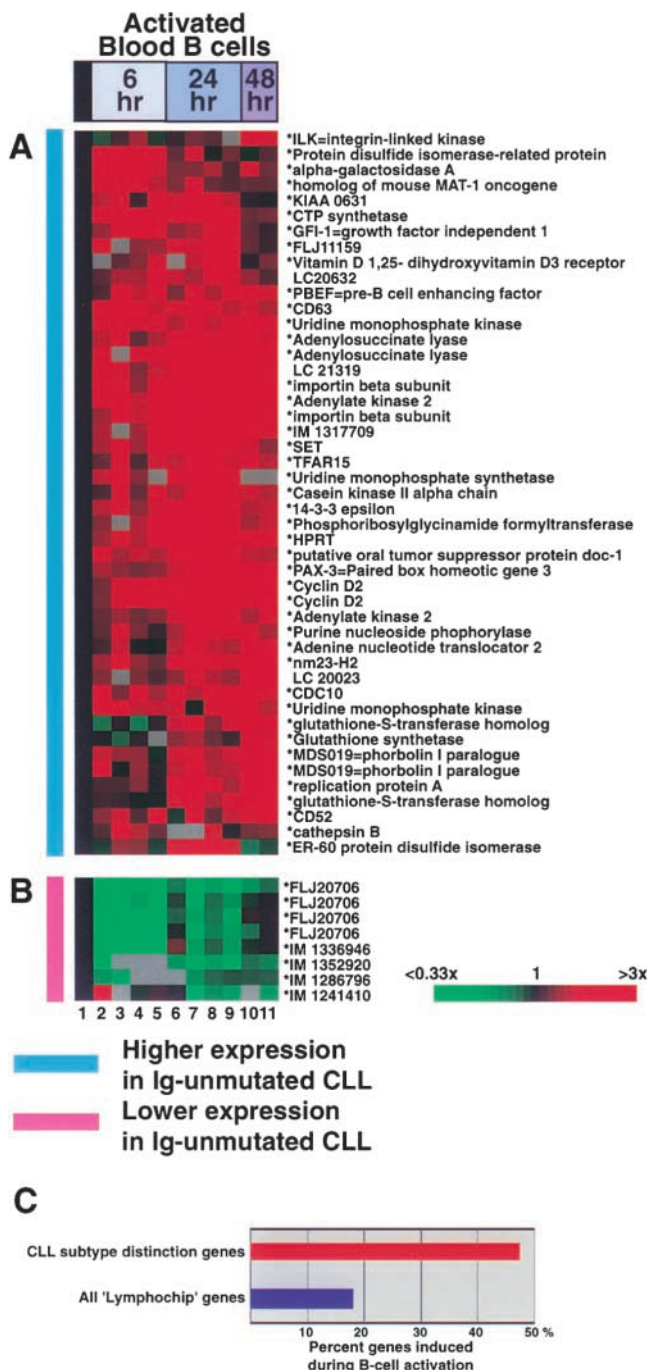 Activated
Blood B cells
6 hr
24 hr
48 hr
A
*ILK=integrin-linked kinase
*Protein disulfide isomerase-related protein
*alpha-galactosidase A
*homolog of mouse MAT-1 oncogene
*KIAA 0631
*CTP synthetase
*GFI-1=growth factor independent 1
*FLJ11159
*Vitamin D 1,25- dihydroxyvitamin D3 receptor
LC20632
*PBEF=pre-B cell enhancing factor
*CD63
*Uridine monophosphate kinase
*Adenylosuccinate lyase
*Adenylosuccinate lyase
LC 21319
*importin beta subunit
*Adenylate kinase 2
*importin beta subunit
*IM 1317709
*SET
*TFAR15
*Uridine monophosphate synthetase
*Casein kinase II alpha chain
*14-3-3 epsilon
*Phosphoribosylglycinamide formyltransferase
*HPRT
*putative oral tumor suppressor protein doc-1
*PAX-3=Paired box homeotic gene 3
*Cyclin D2
*Cyclin D2
*Adenylate kinase 2
*Purine nucleoside phophorylase
*Adenine nucleotide translocator 2
*nm23-H2
LC 20023
*CDC10
*Uridine monophosphate kinase
*glutathione-S-transferase homolog
*Glutathione synthetase
*MDS019=phorbolin I paralogue
*MDS019=phorbolin I paralogue
*replication protein A
*glutathione-S-transferase homolog
*CD52
*cathepsin B
*ER-60 protein disulfide isomerase
B
*FLJ20706
*FLJ20706
*FLJ20706
*FLJ20706
*IM 1336946
*IM 1352920
*IM 1286796
*IM 1241410
<0.33x 1 >3x
1 2 3 4 5 6 7 8 9 10 11
Higher expression
in Ig-unmutated CLL
Lower expression
in Ig-unmutated CLL
C
CLL subtype distinction genes
All 'Lymphochip' genes
10 20 30 40 50 %
Percent genes induced
during B-cell activation